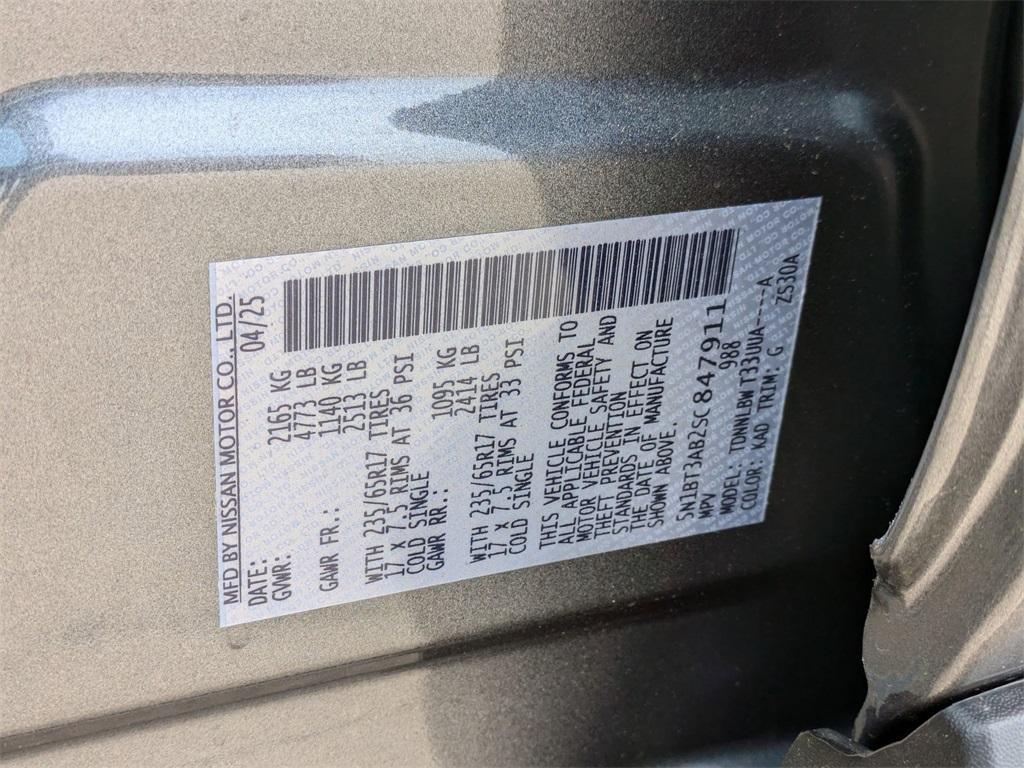 MFD BY NISSAN MOTOR CO., LTD.
DATE: 04/25
GVWR: 2165 KG
4773 LB
GAWR FR.: 1140 KG
2513 LB
WITH 235/65R17 TIRES
17 X 7.5 RIMS AT 36 PSI
COLD SINGLE
GAWR RR.: 1095 KG
2414 LB
WITH 235/65R17 TIRES
17 X 7.5 RIMS AT 33 PSI
COLD SINGLE
THIS VEHICLE CONFORMS TO
ALL APPLICABLE FEDERAL
MOTOR VEHICLE SAFETY AND
THEFT PREVENTION
STANDARDS IN EFFECT ON
THE DATE OF MANUFACTURE
SHOWN ABOVE.
5N1BT3AB2SC847911
MPV 988
MODEL: TDNNLBW T33UUA----A
COLOR: KAD TRIM: G ZS30A